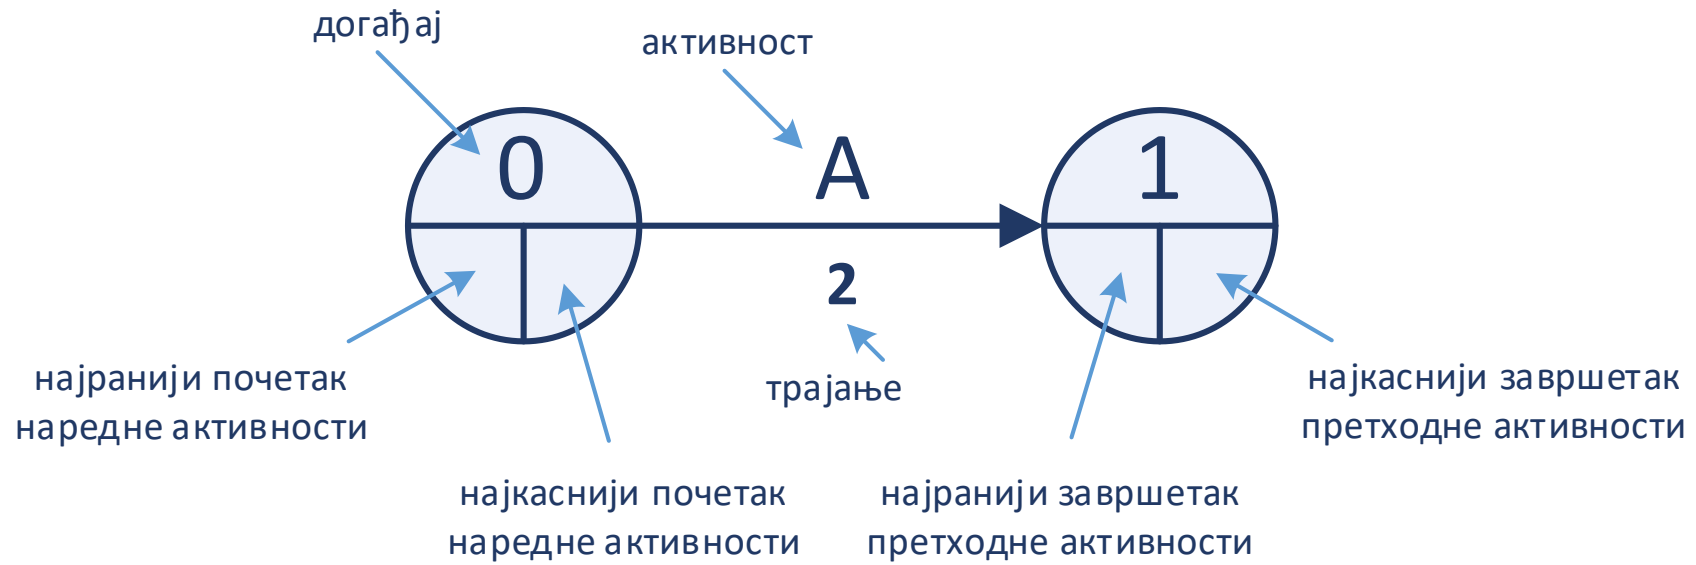 догађај
активност
0
A
1
2
најранији почетак
наредне активности
трајање
најкаснији завршетак
претходне активности
најкаснији почетак
наредне активности
најранији завршетак
претходне активности